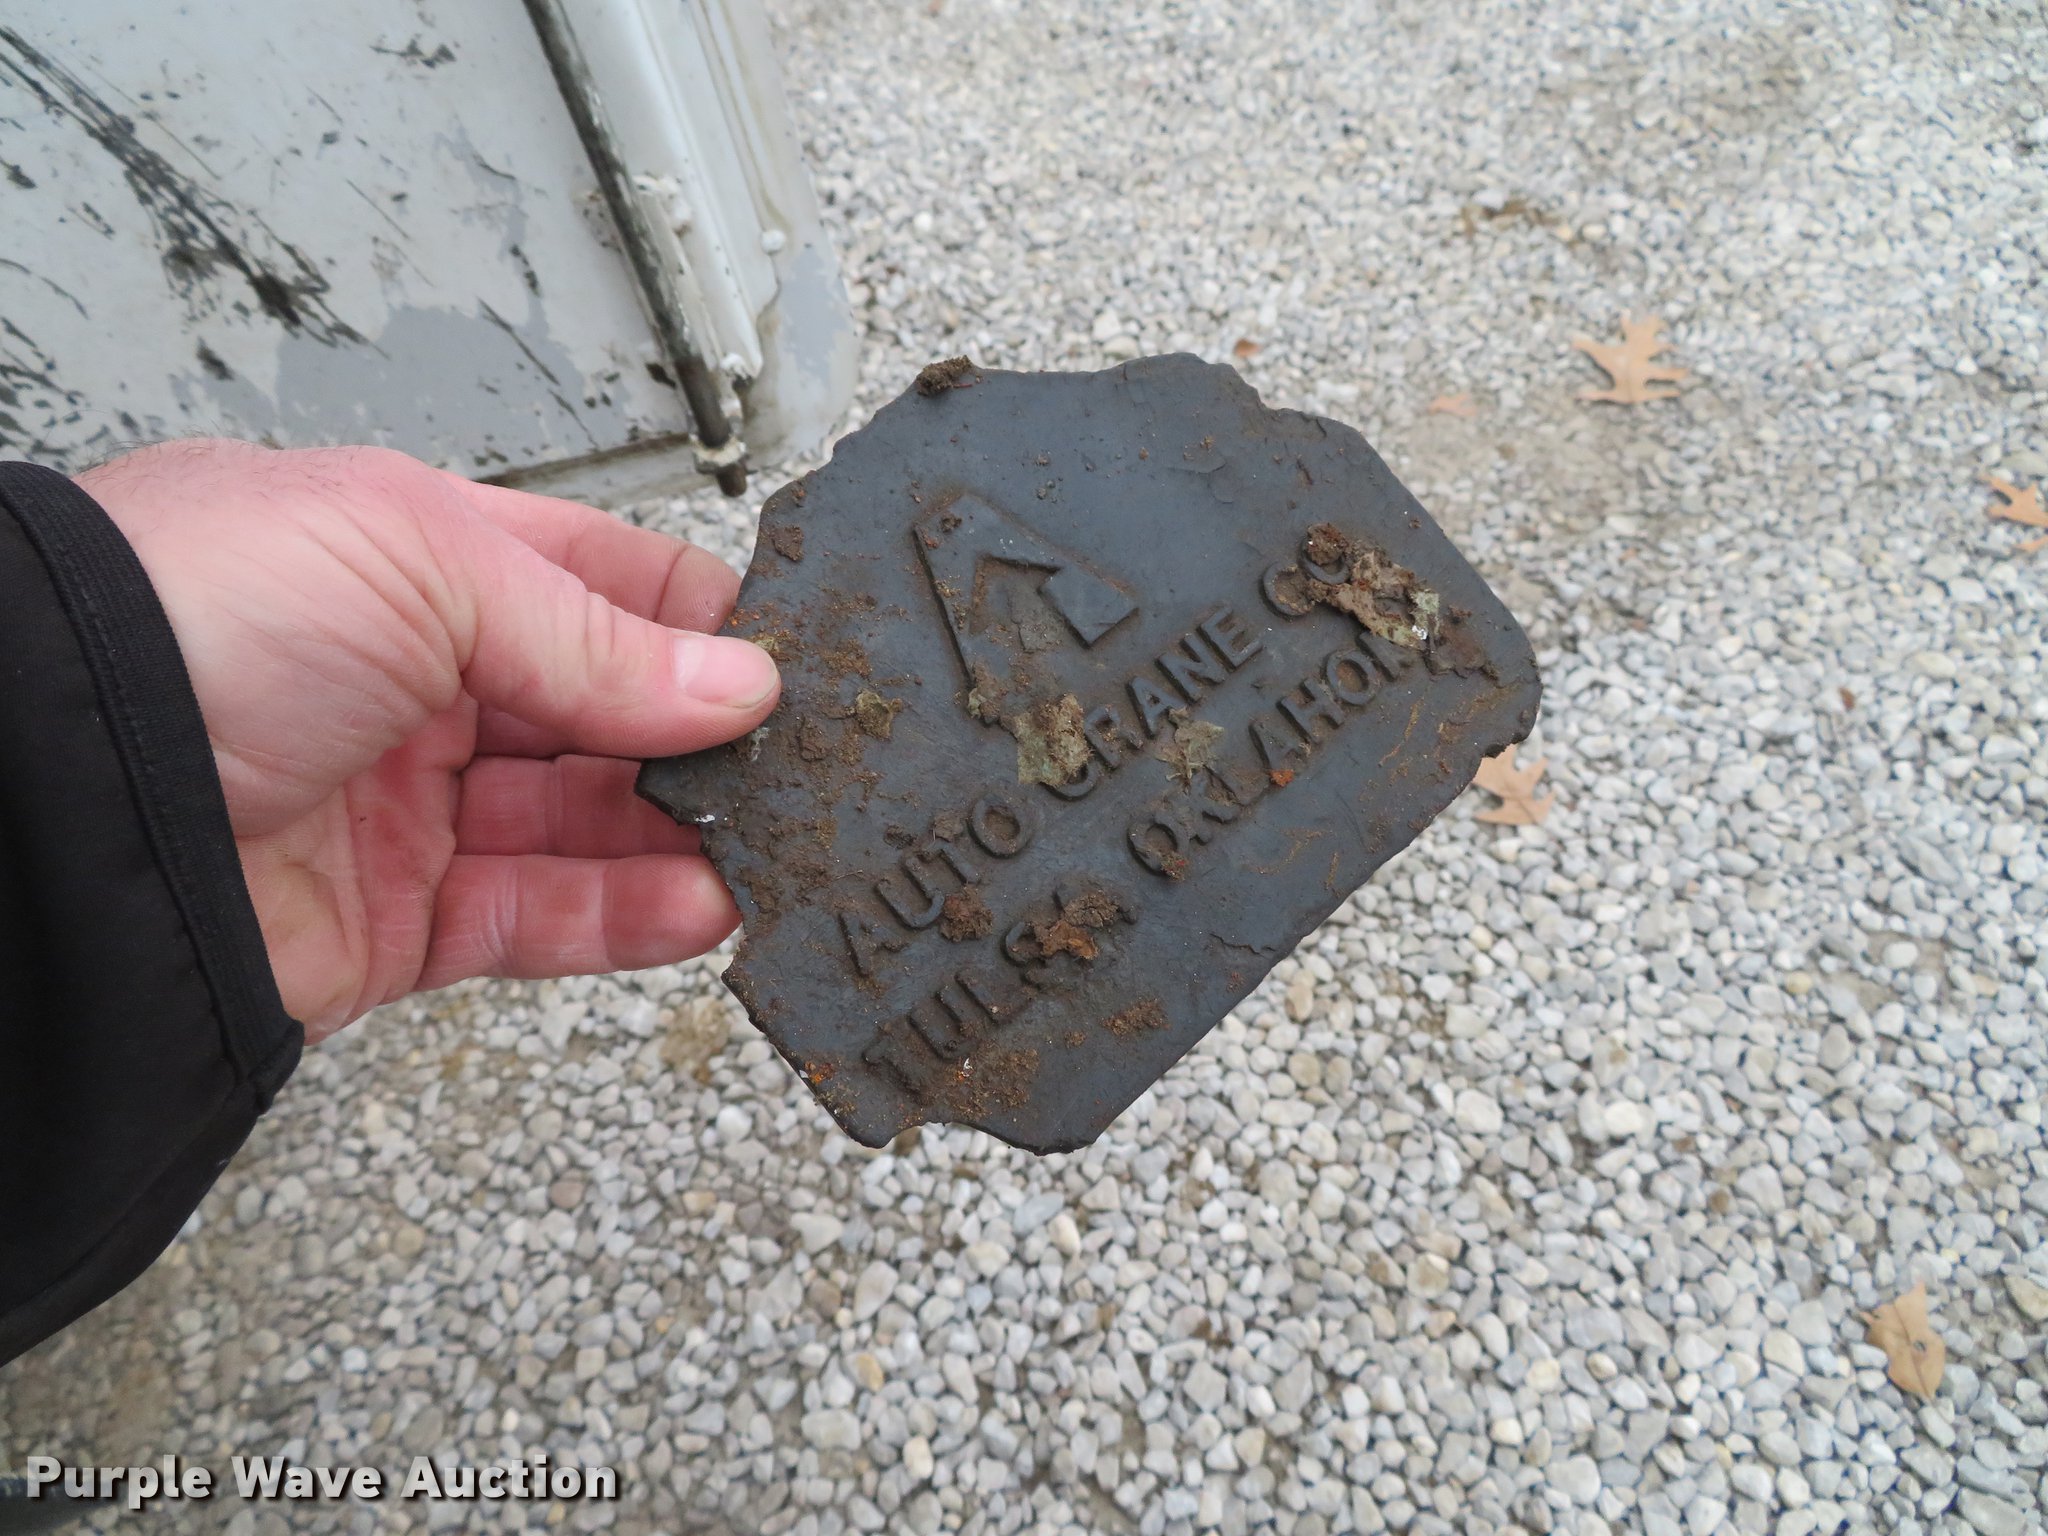 AUTO CRANE CO
TULSA OKLAHOMA
Purple Wave Auction